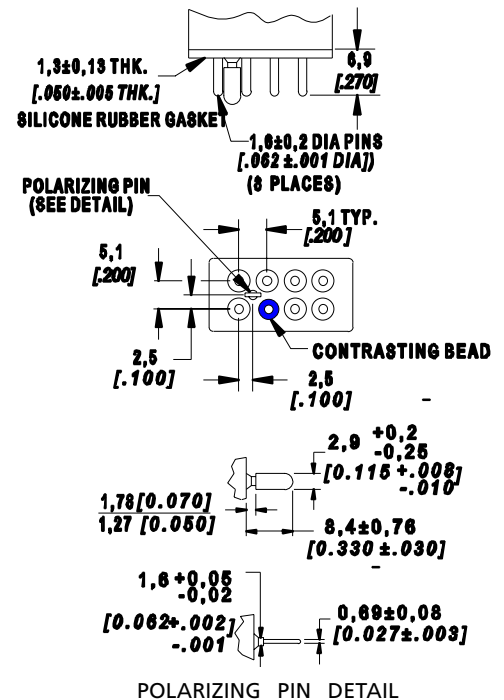 6,9
[.270]
1,3±0,13 THK.
[.050±.005 THK.]
SILICONE RUBBER GASKET
1,6±0,2 DIA PINS
[.062 ±.001 DIA])
(8 PLACES)
POLARIZING PIN
(SEE DETAIL)
5,1 TYP.
[.200 ]
5,1
[.200]
CONTRASTING BEAD
2,5
[.100]
2,5
[.100]
2,9 +0,2
-0,25
[0.115 +.008]
-.010
1,78 [0.070]
1,27 [0.050]
8,4±0,76
[0.330 ±.030]
1,6 +0,05
-0,02
[0.062+.002]
-.001
0,69±0,08
[0.027±.003]
POLARIZING PIN DETAIL